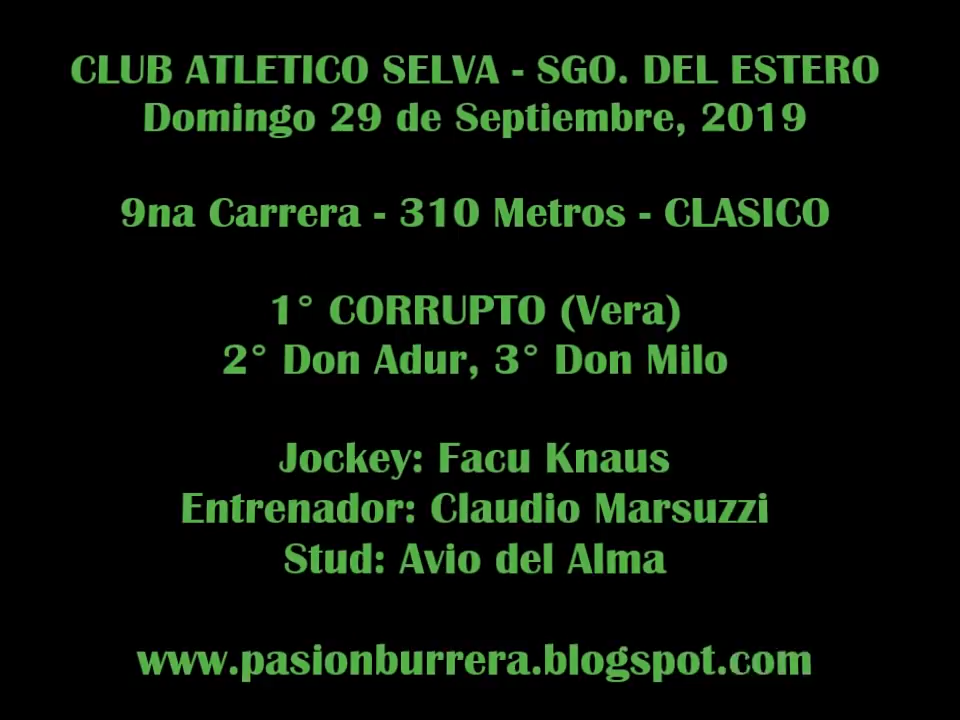 CLUB ATLETICO SELVA - SGO. DEL ESTERO
Domingo 29 de Septiembre, 2019
9na Carrera - 310 Metros - CLASICO
1° CORRUPTO (Vera)
2° Don Adur, 3° Don Milo
Jockey: Facu Knaus
Entrenador: Claudio Marsuzzi
Stud: Avio del Alma
www.pasionburrera.blogspot.com